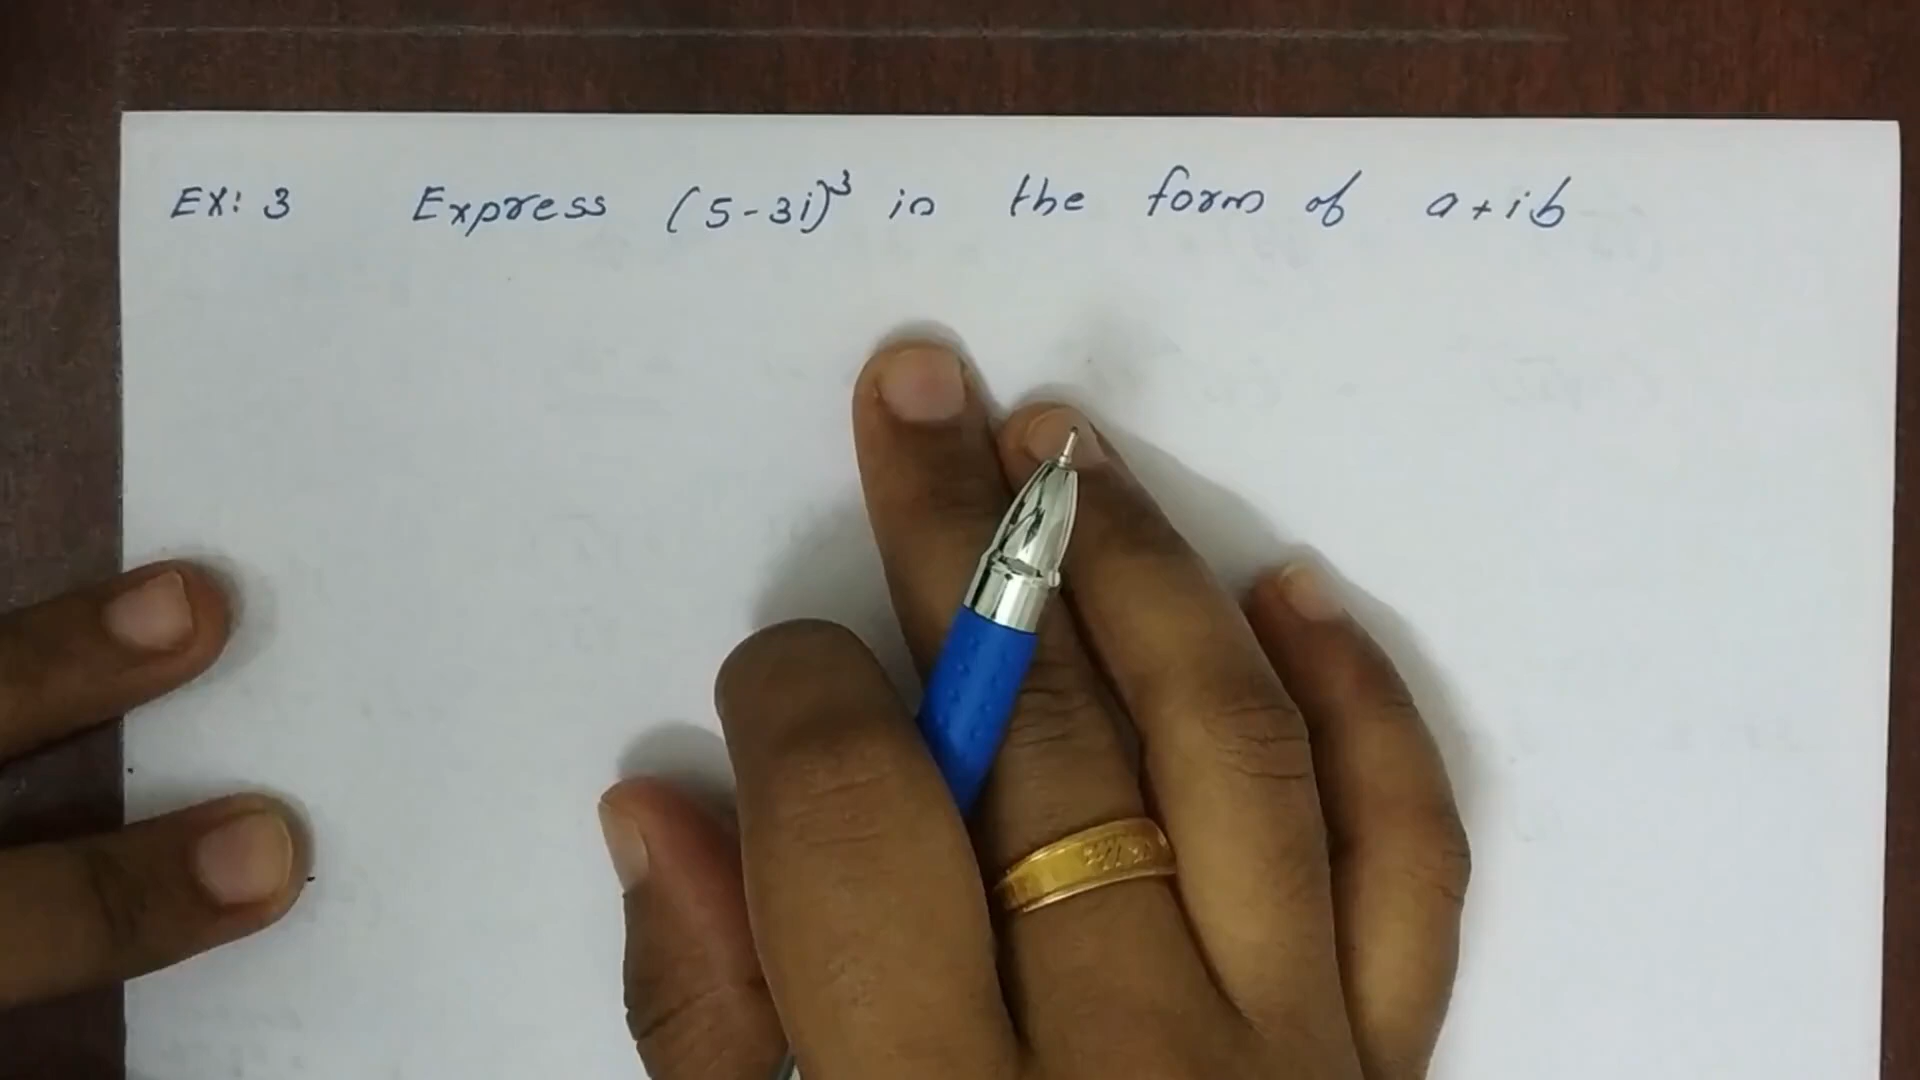 EX: 3 Express (5-3i)³ in the form of a+ib